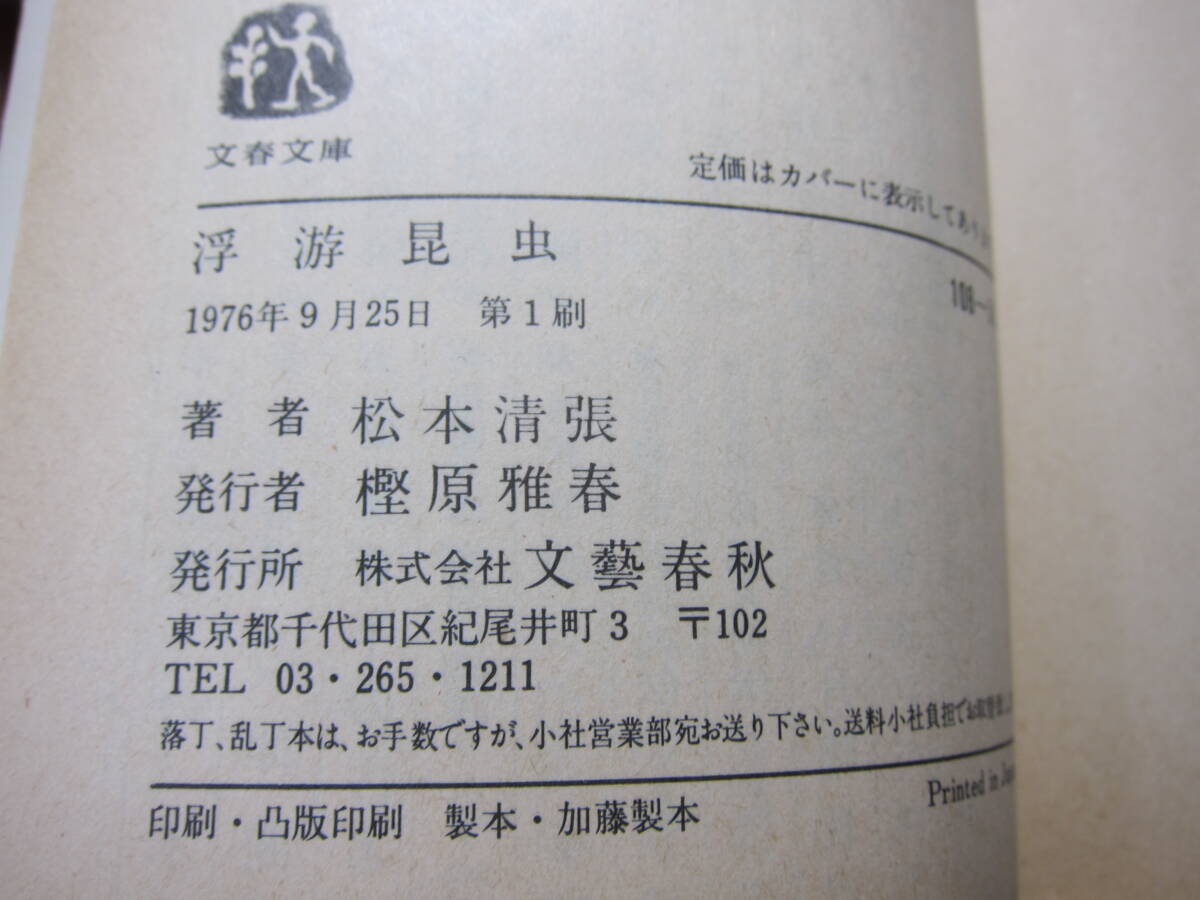 文春文庫
定価はカバーに表示してあり
浮游昆虫
108—
1976年9月25日 第1刷
著者 松本清張
発行者 樫原雅春
発行所 株式会社 文藝春秋
東京都千代田区紀尾井町3 〒102
TEL 03・265・1211
落丁、乱丁本は、お手数ですが、小社営業部宛お送り下さい。送料小社負担でお取替
Printed in
印刷・凸版印刷 製本・加藤製本